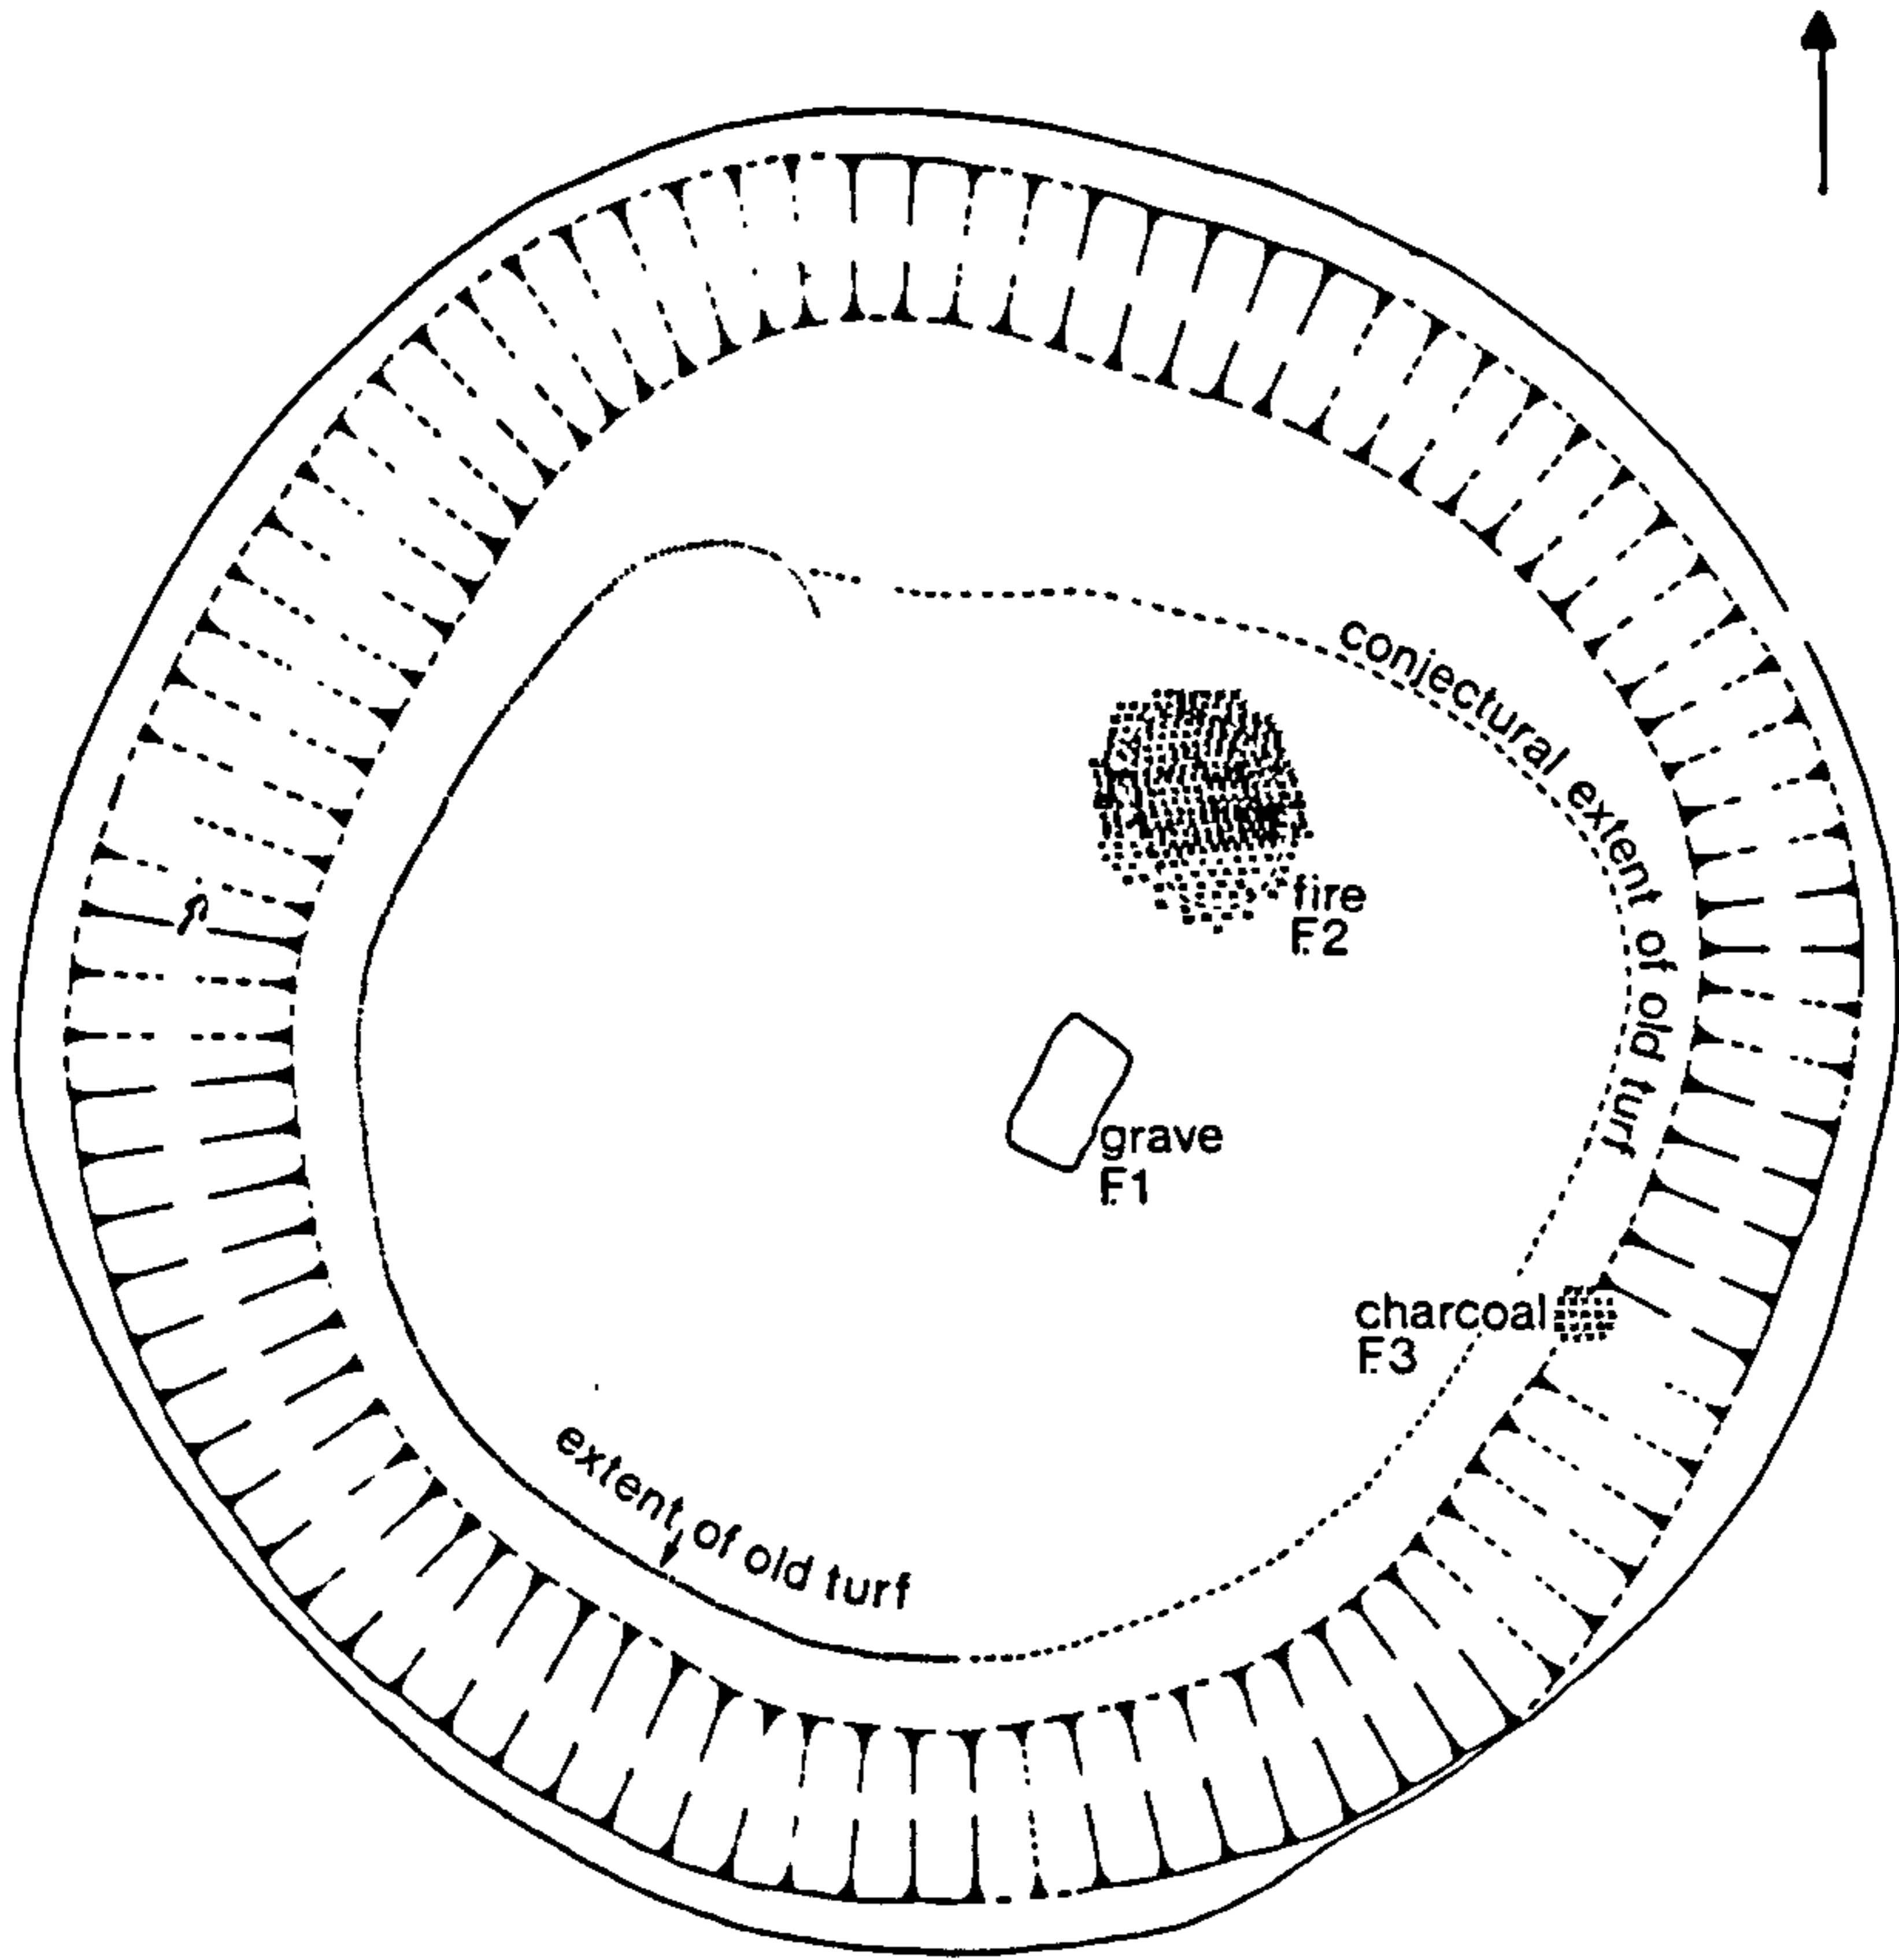 conjectural extent of old turf
fire
F.2
grave
F.1
charcoal
F.3
extent of old turf